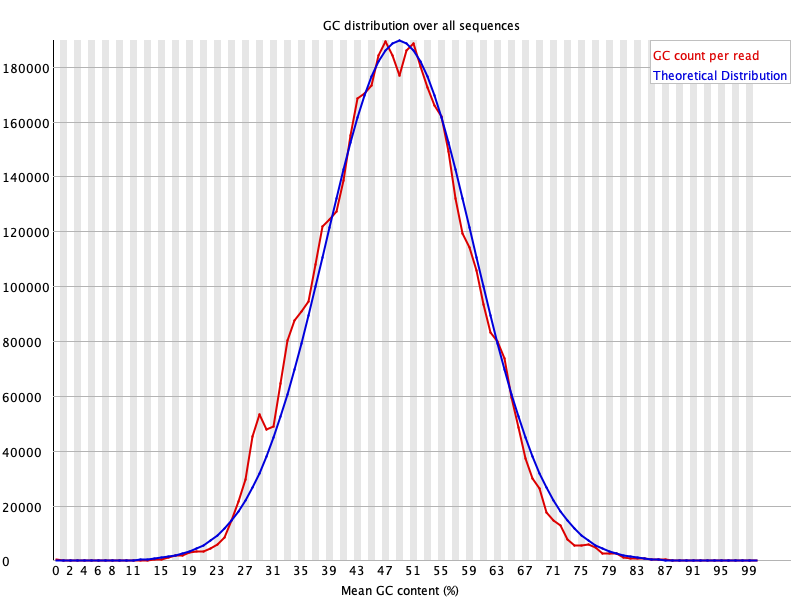 GC distribution over all sequences
GC count per read
Theoretical Distribution
180000
160000
140000
120000
100000
80000
60000
40000
20000
0
0 2 4 6 8 11 15 19 23 27 31 35 39 43 47 51 55 59 63 67 71 75 79 83 87 91 95 99
Mean GC content (%)